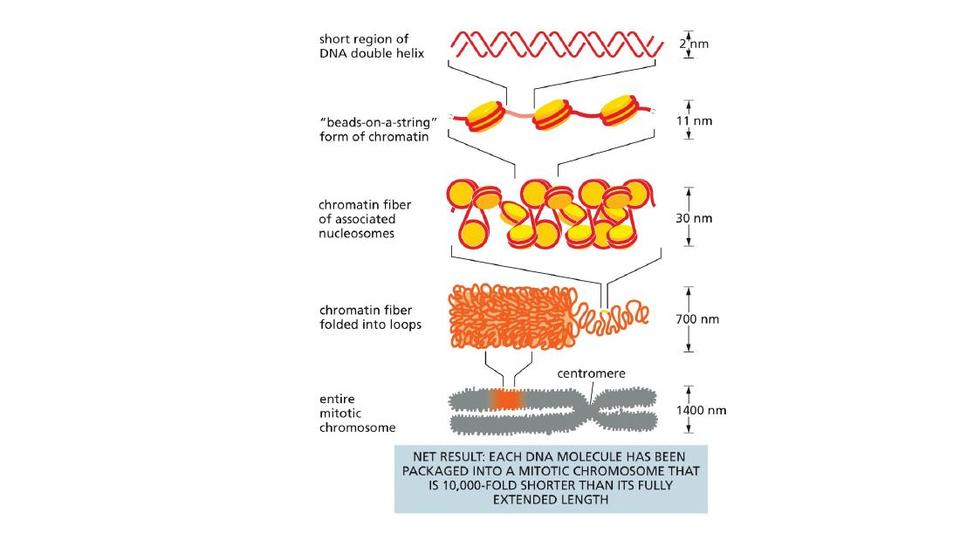 short region of
DNA double helix
2 nm
"beads-on-a-string"
form of chromatin
11 nm
chromatin fiber
of associated
nucleosomes
30 nm
chromatin fiber
folded into loops
700 nm
centromere
entire
mitotic
chromosome
1400 nm
NET RESULT: EACH DNA MOLECULE HAS BEEN
PACKAGED INTO A MITOTIC CHROMOSOME THAT
IS 10,000-FOLD SHORTER THAN ITS FULLY
EXTENDED LENGTH